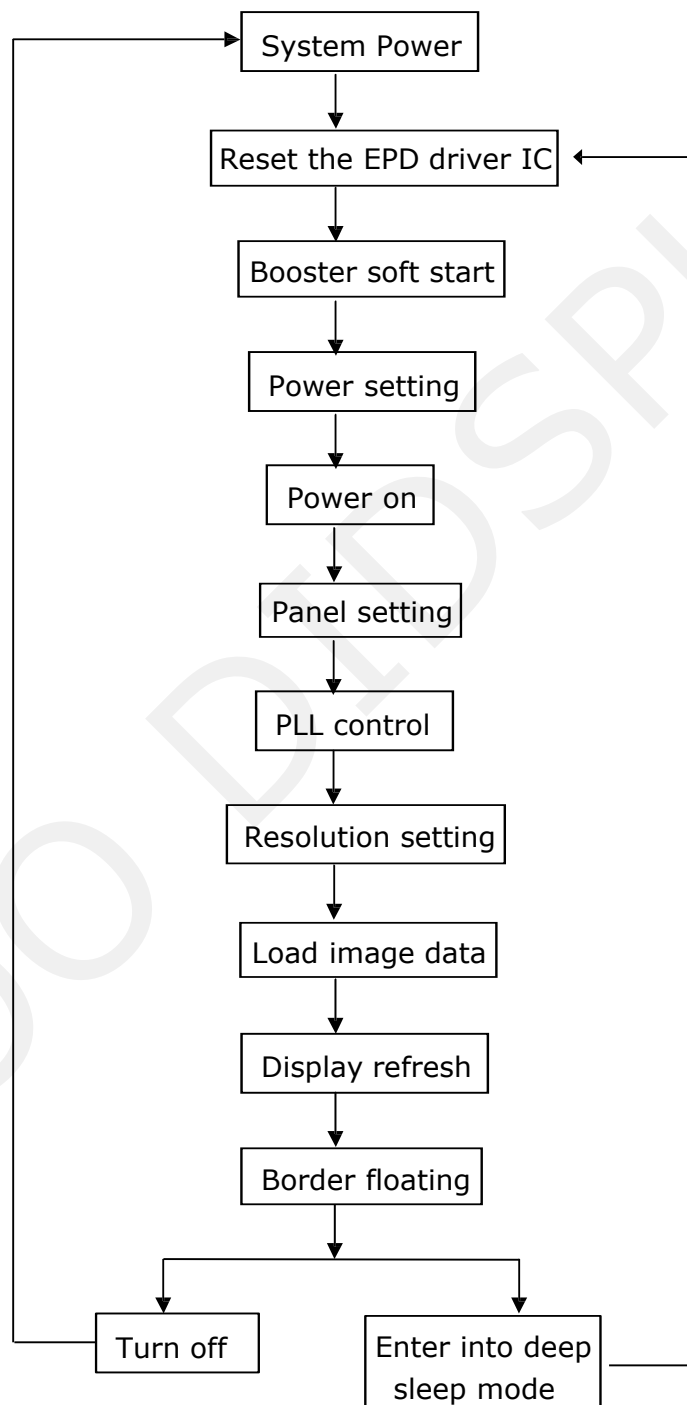 System Power
Reset the EPD driver IC
Booster soft start
Power setting
Power on
Panel setting
PLL control
Resolution setting
Load image data
Display refresh
Border floating
Turn off
Enter into deep
sleep mode